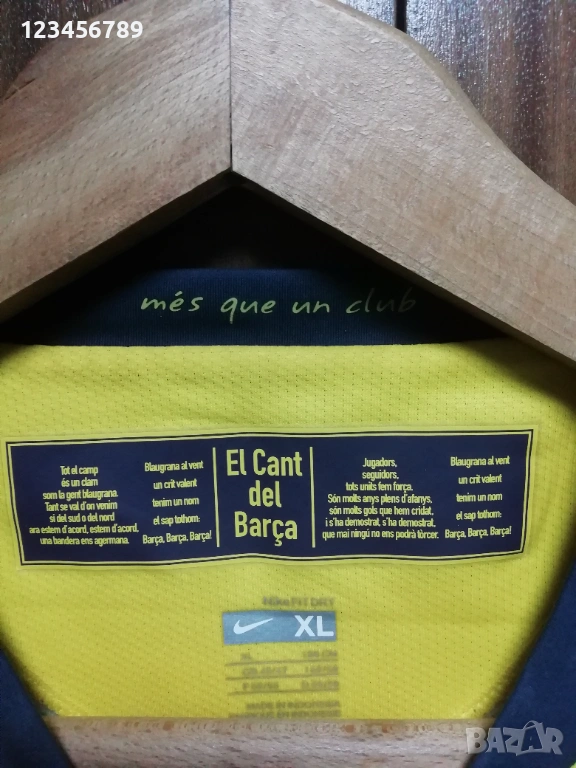 123456789
més que un club
Tot el camp
és un clam
som la gent blaugrana.
Tant se val d'on venim
si del sud o del nord
ara estem d'acord, estem d'acord,
una bandera ens agermana.
Blaugrana al vent
un crit valent
tenim un nom
el sap tothom:
Barça, Barça, Barça!
El Cant
del
Barça
Jugadors,
seguidors,
tots units fem força.
Són molts anys plens d'afanys,
són molts gols que hem cridat,
i s'ha demostrat, s'ha demostrat,
que mai ningú no ens podrà tòrcer.
Blaugrana al vent
un crit valent
tenim un nom
el sap tothom:
Barça, Barça, Barça!
XL
BAZAR